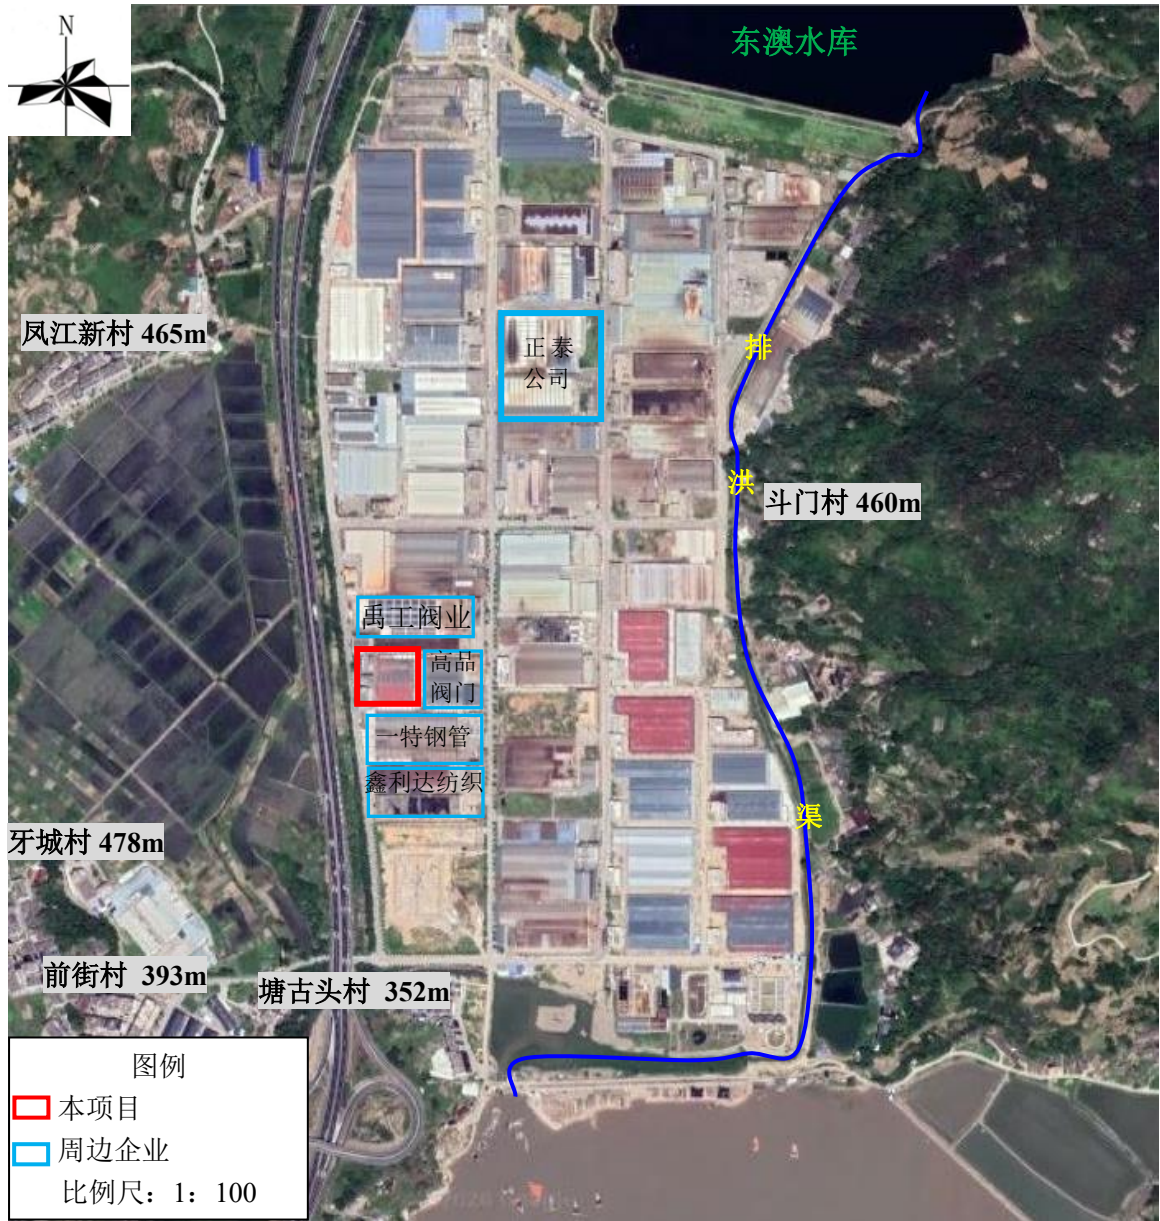 N
东澳水库
凤江新村 465m
正泰
公司
排
洪
斗门村 460m
禹工阀业
高品
阀门
一特钢管
鑫利达纺织
渠
牙城村 478m
前街村 393m
塘古头村 352m
图例
本项目
周边企业
比例尺：1：100